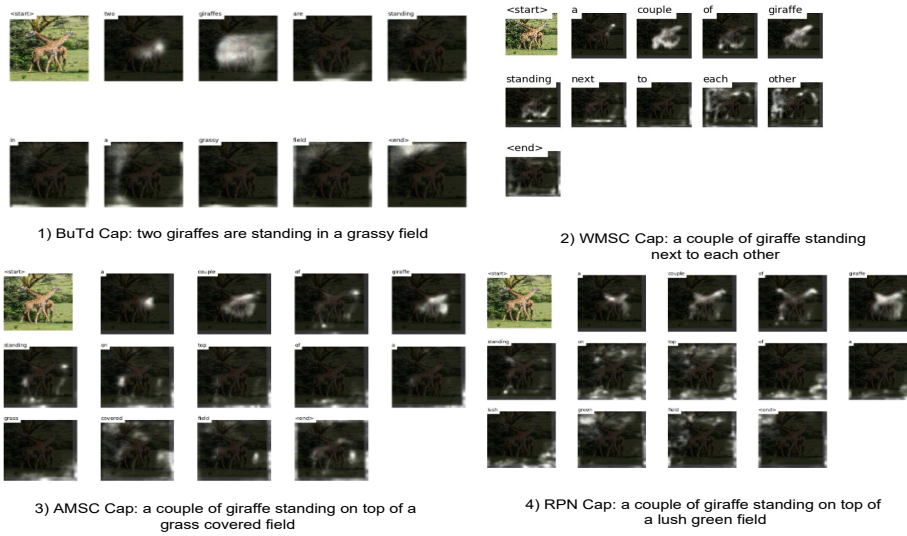 <start> two giraffes are standing
in a grassy field <end>
1) BuTd Cap: two giraffes are standing in a grassy field
<start> a couple of giraffe
standing next to each other
<end>
2) WMSC Cap: a couple of giraffe standing
next to each other
<start> a couple of giraffe
standing on top of a
grass covered field <end>
3) AMSC Cap: a couple of giraffe standing on top of a
grass covered field
<start> a couple of giraffe
standing on top of a
lush green field <end>
4) RPN Cap: a couple of giraffe standing on top of
a lush green field